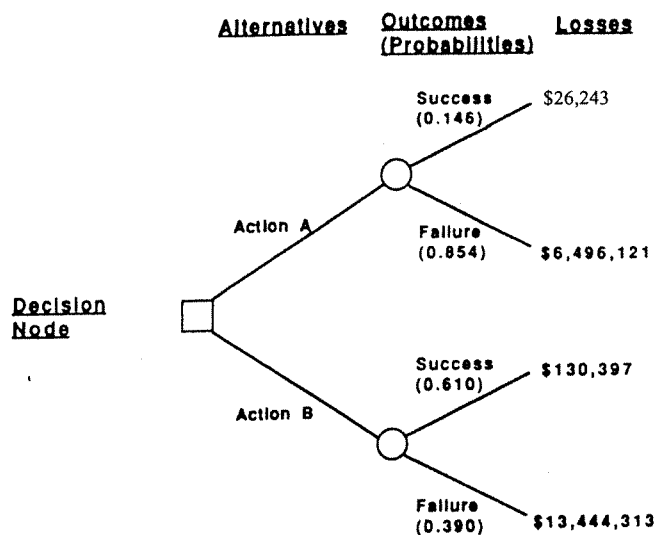 Alternatives
Outcomes
(Probabilities)
Losses
Success
(0.146)
$26,243
Action A
Failure
(0.854)
$6,496,121
Decision
Node
Success
(0.610)
$130,397
Action B
Failure
(0.390)
$13,444,313